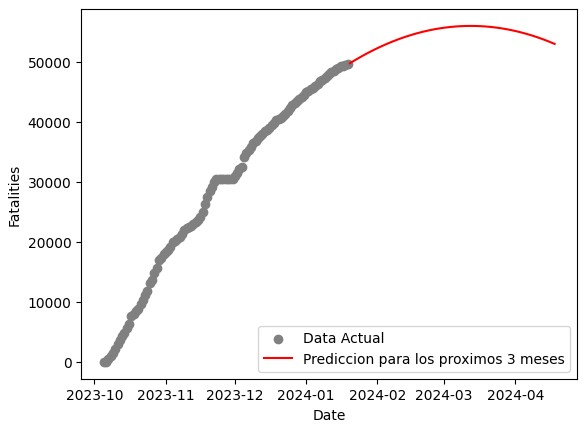 50000
40000
30000
20000
10000
0
Fatalities
Data Actual
Prediccion para los proximos 3 meses
2023-10 2023-11 2023-12 2024-01 2024-02 2024-03 2024-04
Date